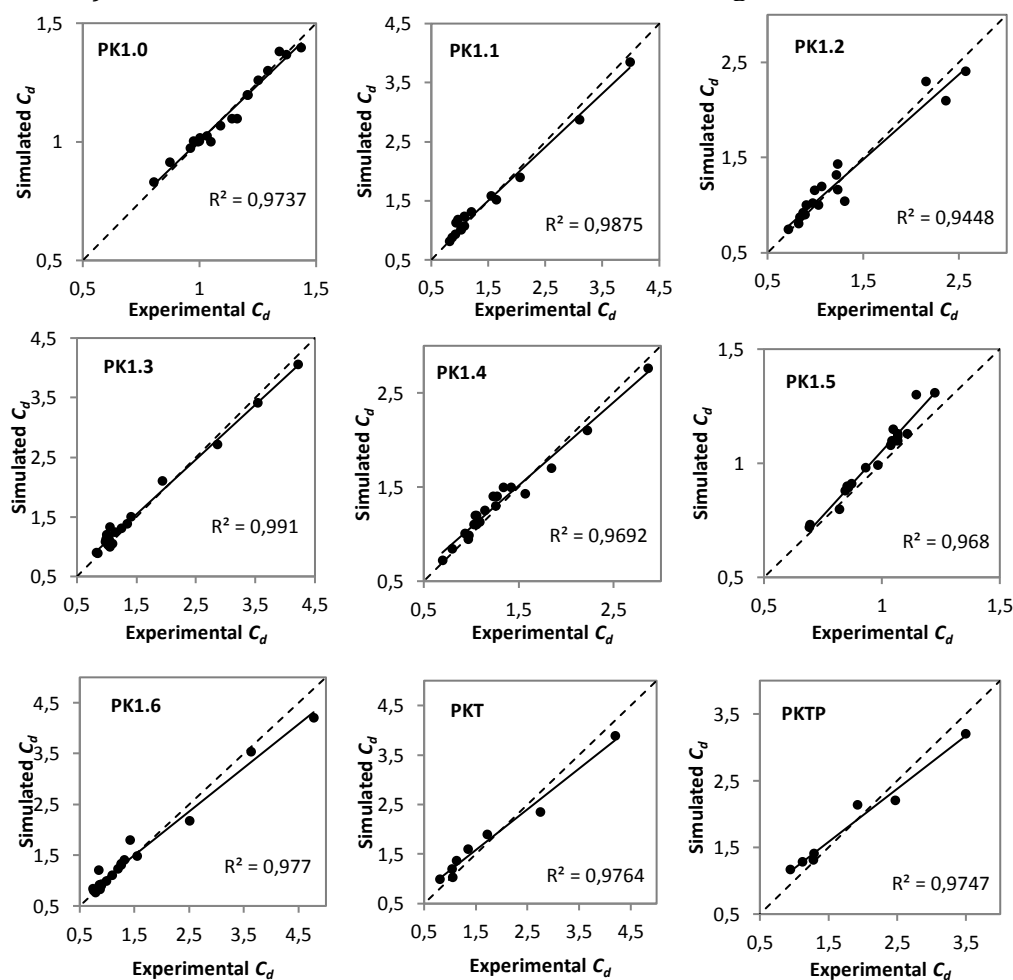 1,5
PK1.0
Simulated Cd
1
R² = 0,9737
0,5
0,5 1 1,5
Experimental Cd
4,5
PK1.1
3,5
Simulated Cd
2,5
1,5
R² = 0,9875
0,5
0,5 1,5 2,5 3,5 4,5
Experimental Cd
PK1.2
2,5
Simulated Cd
1,5
R² = 0,9448
0,5
0,5 1,5 2,5
Experimental Cd
4,5
PK1.3
3,5
Simulated Cd
2,5
1,5
R² = 0,991
0,5
0,5 1,5 2,5 3,5 4,5
Experimental Cd
PK1.4
2,5
Simulated Cd
1,5
R² = 0,9692
0,5
0,5 1,5 2,5
Experimental Cd
1,5
PK1.5
Simulated Cd
1
R² = 0,968
0,5
0,5 1 1,5
Experimental Cd
PK1.6
4,5
3,5
Simulated Cd
2,5
1,5
R² = 0,977
0,5
0,5 1,5 2,5 3,5 4,5
Experimental Cd
PKT
4,5
3,5
Simulated Cd
2,5
1,5
R² = 0,9764
0,5
0,5 1,5 2,5 3,5 4,5
Experimental Cd
PKTP
3,5
Simulated Cd
2,5
1,5
R² = 0,9747
0,5
0,5 1,5 2,5 3,5
Experimental Cd